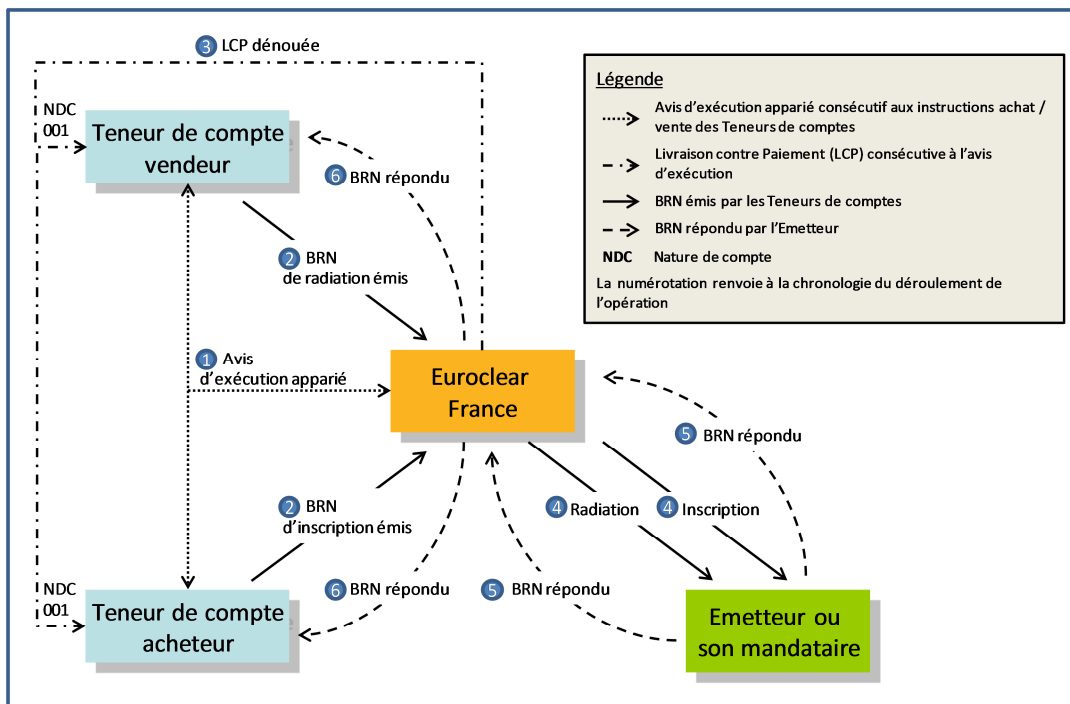 3 LCP dénouée
NDC
001
Teneur de compte
vendeur
6 BRN répondu
2 BRN
de radiation émis
1 Avis
d'exécution apparié
Euroclear
France
2 BRN
d'inscription émis
6 BRN répondu
NDC
001
Teneur de compte
acheteur
5 BRN répondu
4 Radiation
4 Inscription
5 BRN répondu
Emetteur ou
son mandataire
Légende
Avis d'exécution apparié consécutif aux instructions achat /
vente des Teneurs de comptes
Livraison contre Paiement (LCP) consécutive à l'avis
d'exécution
BRN émis par les Teneurs de comptes
BRN répondu par l'Emetteur
NDC Nature de compte
La numérotation renvoie à la chronologie du déroulement de
l'opération